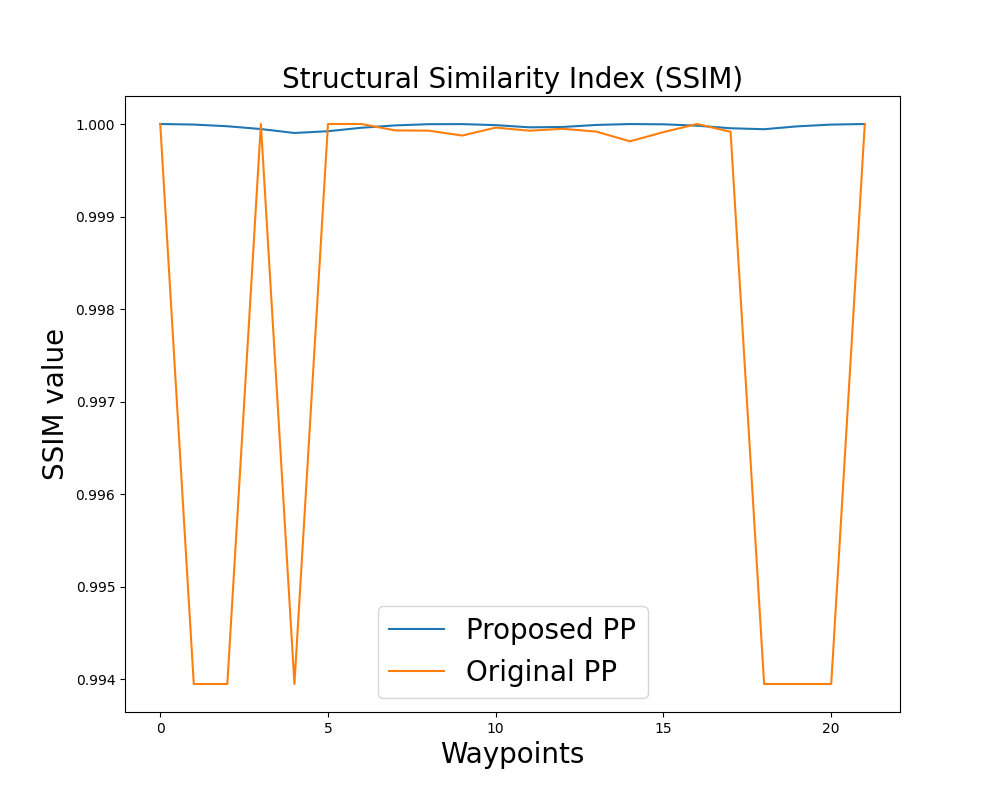 Structural Similarity Index (SSIM)
1.000
0.999
0.998
0.997
0.996
0.995
0.994
SSIM value
Proposed PP
Original PP
0 5 10 15 20
Waypoints